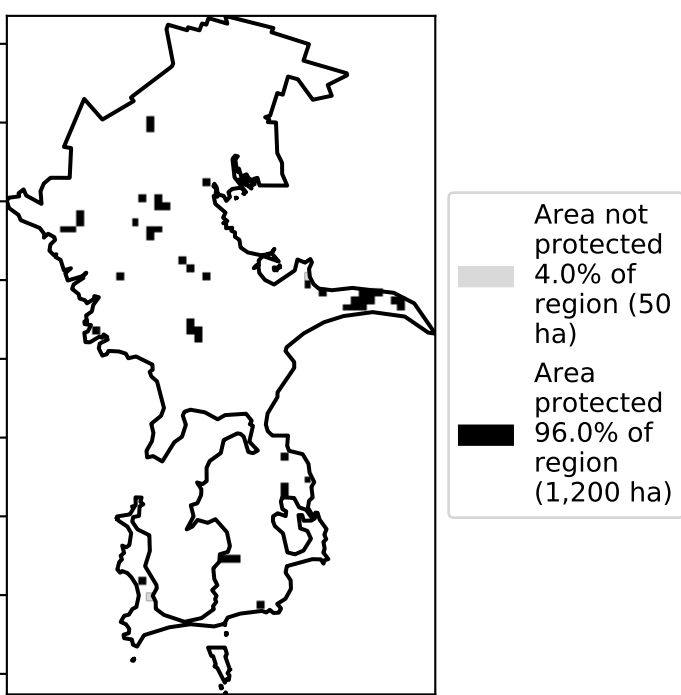 Area not
protected
4.0% of
region (50
ha)
Area
protected
96.0% of
region
(1,200 ha)